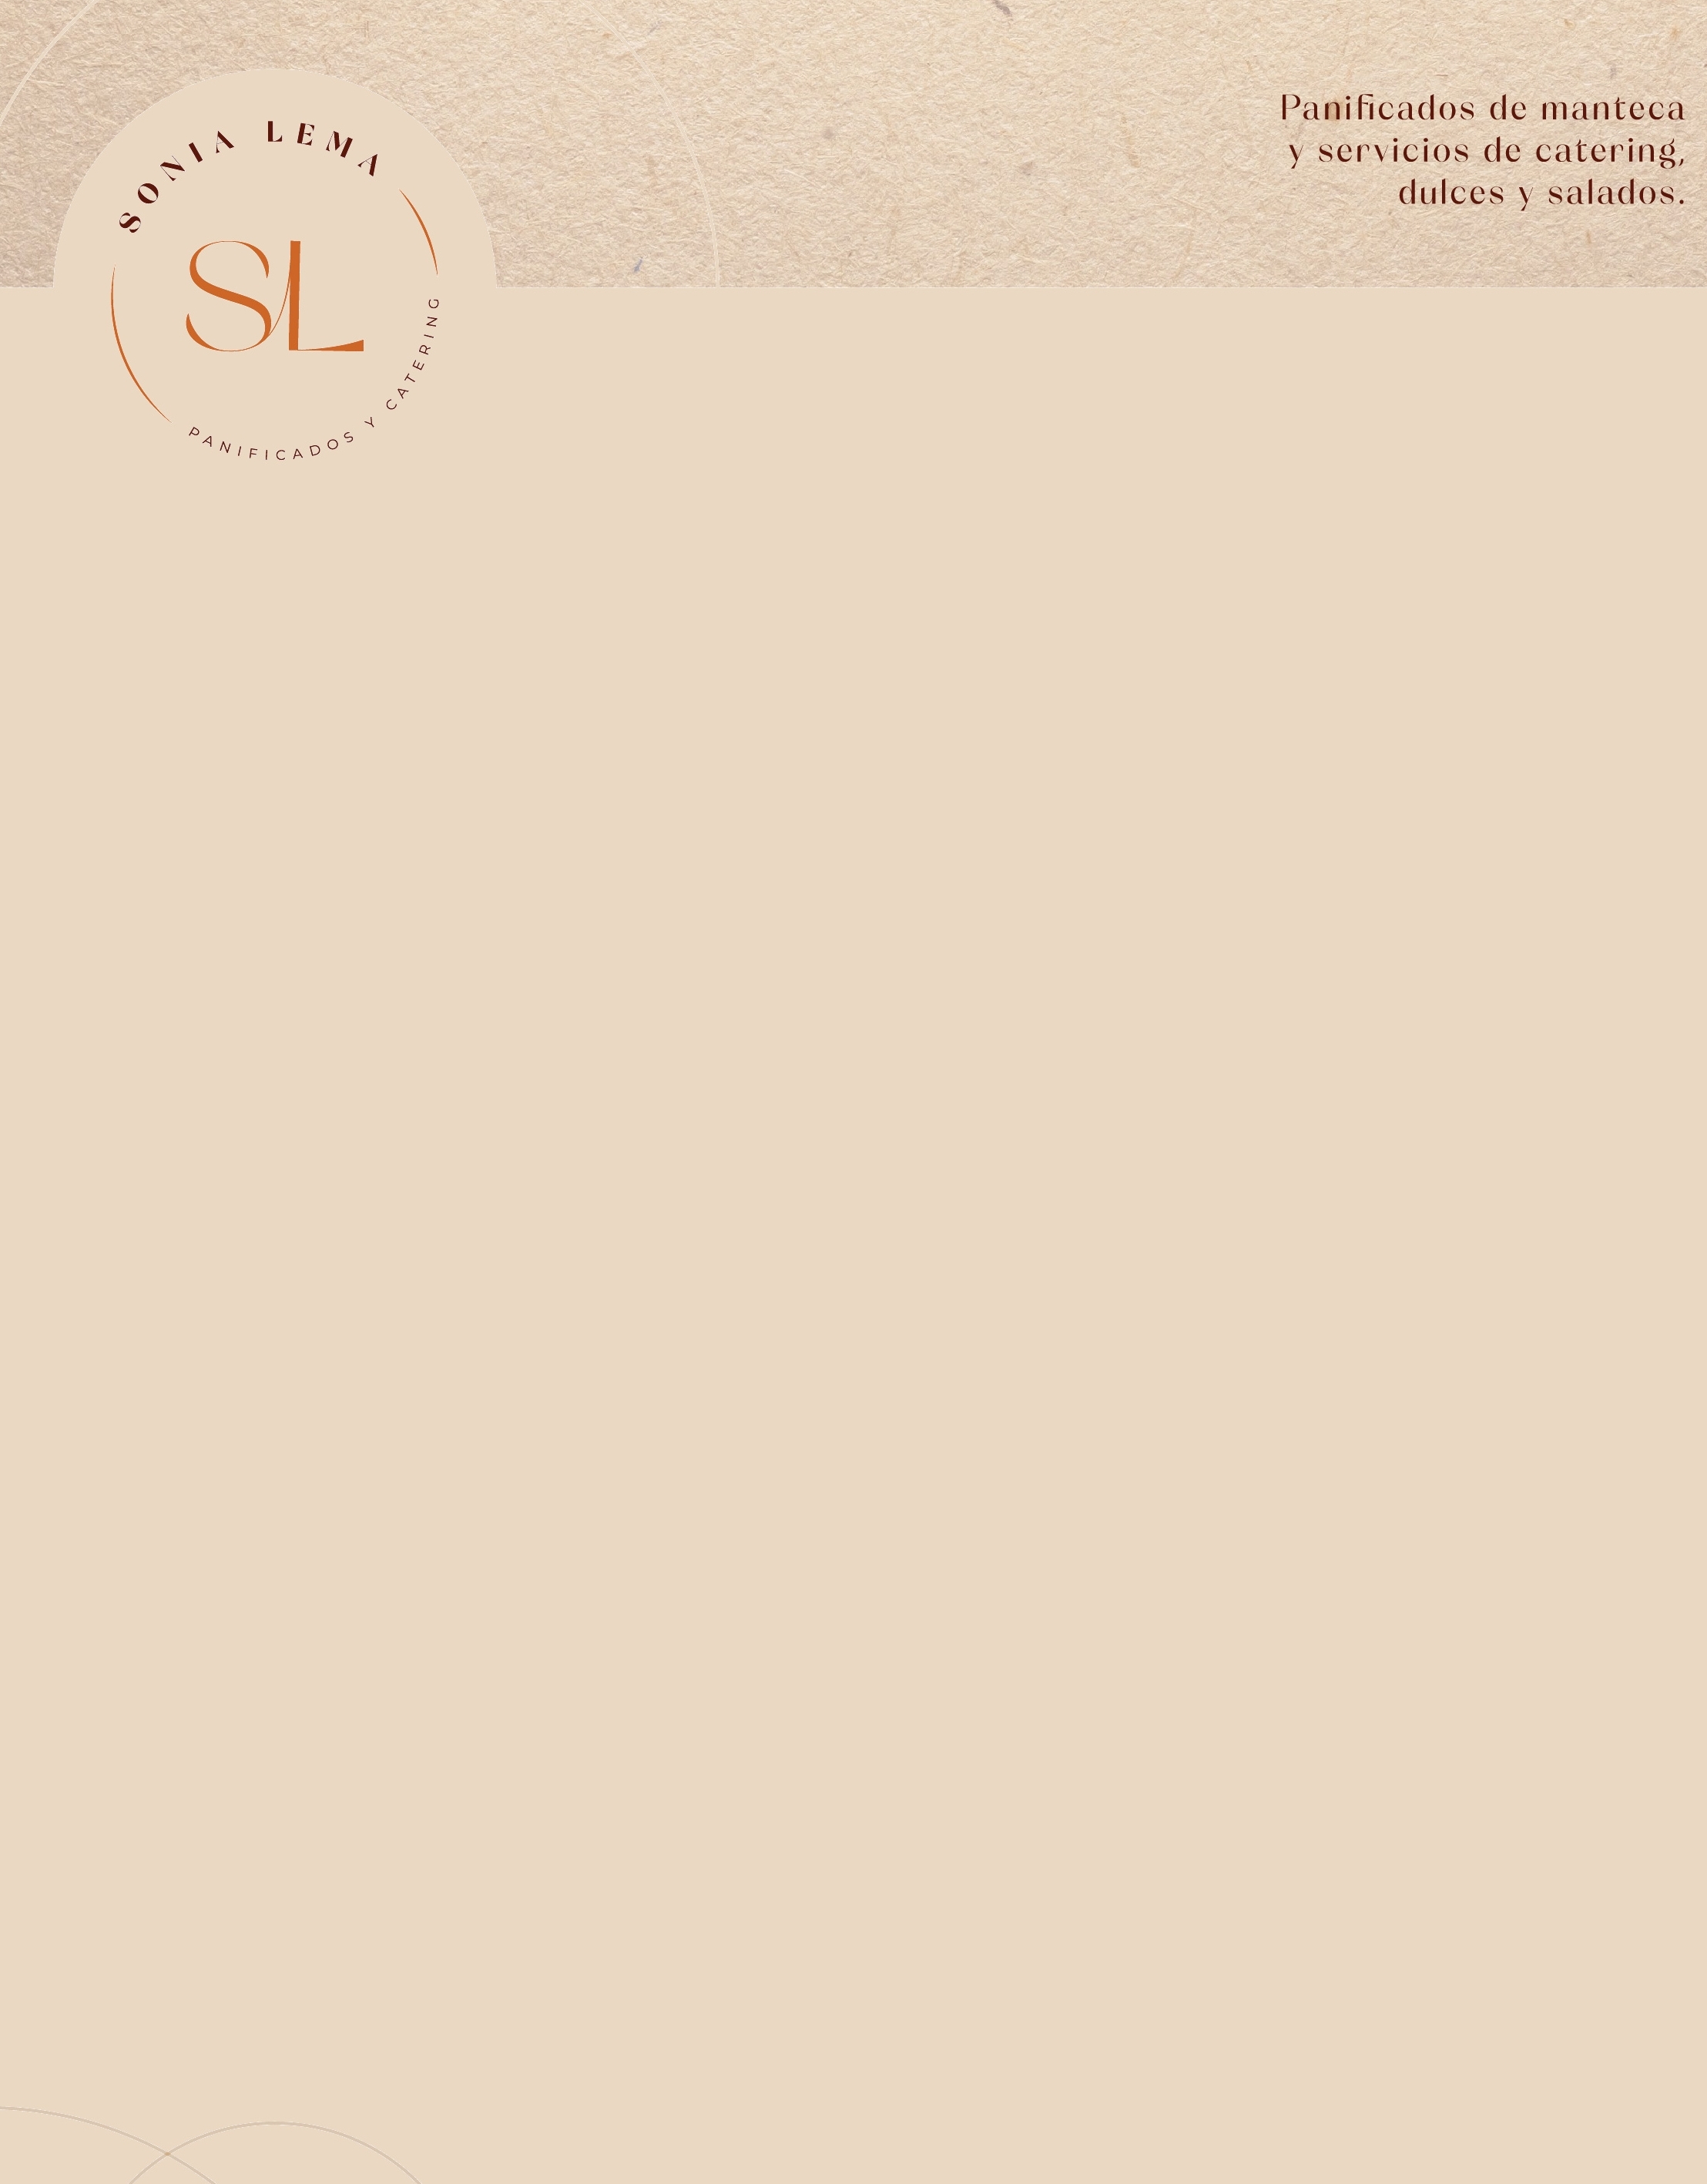 SONIA LEMA
SL
PANIFICADOS Y CATERING
Panificados de manteca
y servicios de catering,
dulces y salados.